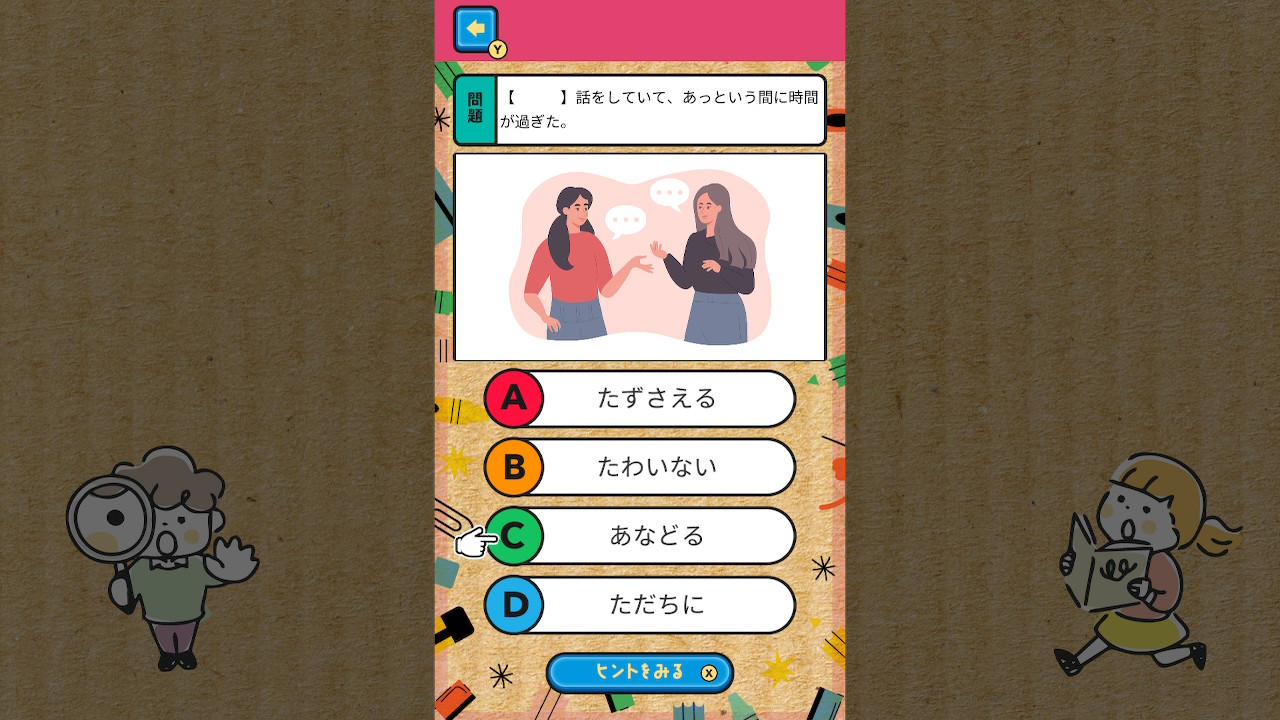 Y
問題
【　　　】話をしていて、あっという間に時間
が過ぎた。
A たずさえる
B たわいない
C あなどる
D ただちに
ヒントをみる X